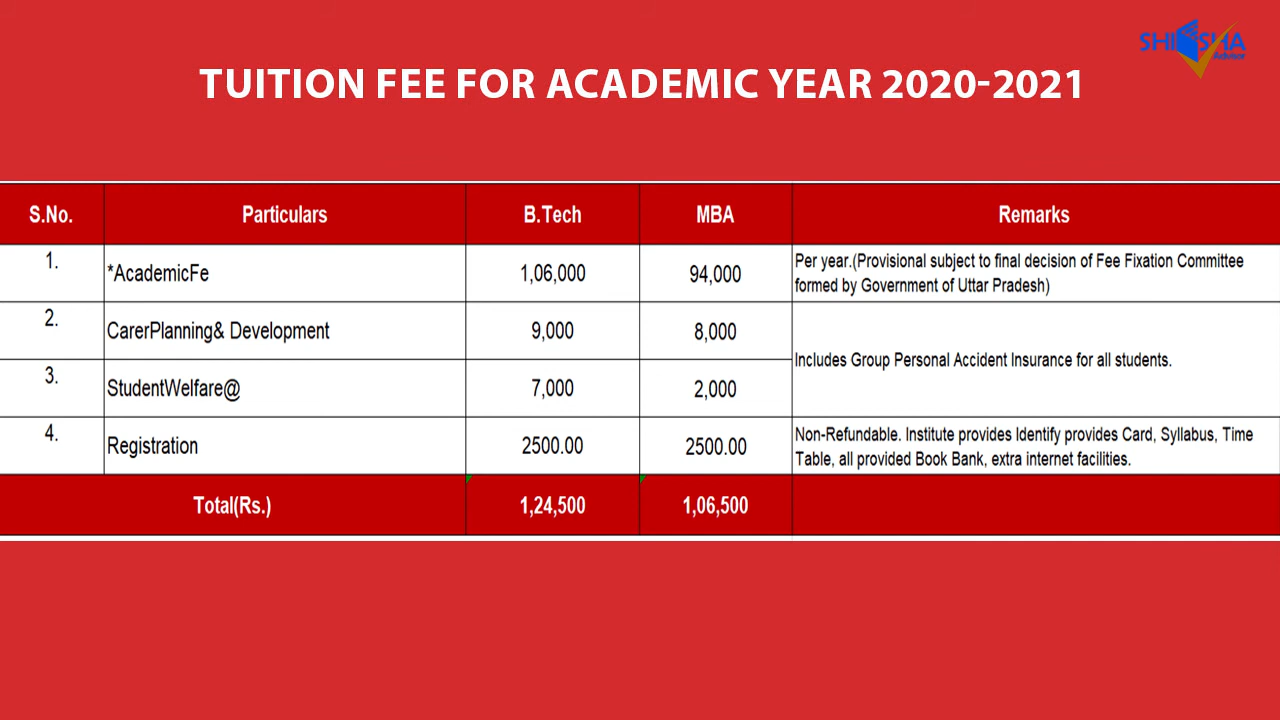 SHIKSHA
Advisor
TUITION FEE FOR ACADEMIC YEAR 2020-2021
S.No. Particulars B.Tech MBA Remarks
1. *AcademicFe 1,06,000 94,000 Per year.(Provisional subject to final decision of Fee Fixation Committee
formed by Government of Uttar Pradesh)
2. CarerPlanning& Development 9,000 8,000
Includes Group Personal Accident Insurance for all students.
3. StudentWelfare@ 7,000 2,000
4. Registration 2500.00 2500.00 Non-Refundable. Institute provides Identify provides Card, Syllabus, Time
Table, all provided Book Bank, extra internet facilities.
Total(Rs.) 1,24,500 1,06,500